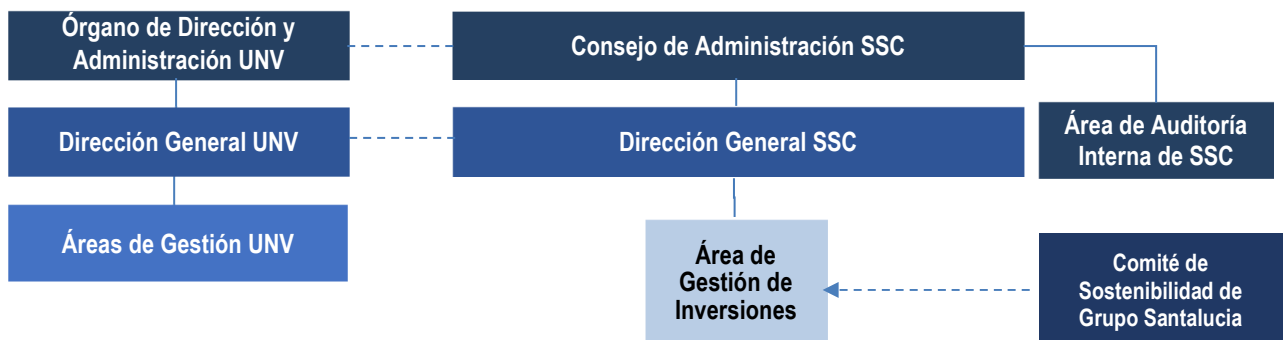 Órgano de Dirección y
Administración UNV
Consejo de Administración SSC
Dirección General UNV
Dirección General SSC
Área de Auditoría
Interna de SSC
Áreas de Gestión UNV
Área de
Gestión de
Inversiones
Comité de
Sostenibilidad de
Grupo Santalucia